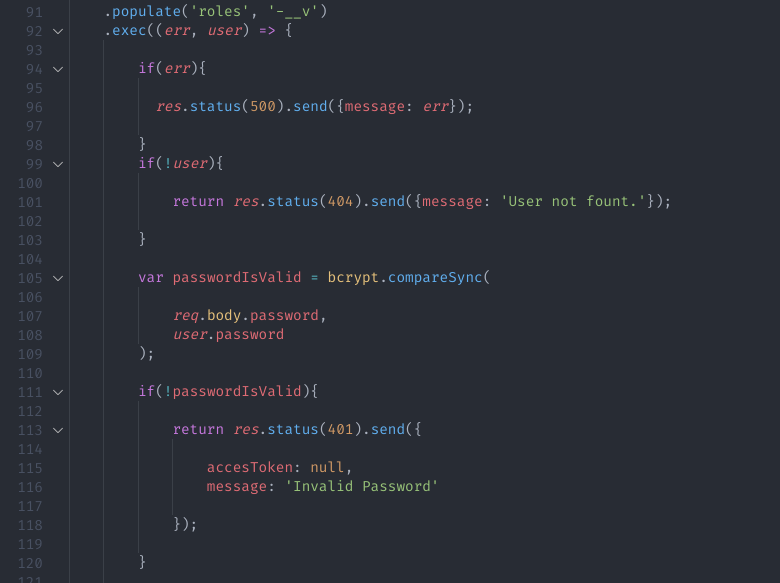 91 .populate('roles', '-__v')
92 .exec((err, user) => {
93
94 if(err){
95
96 res.status(500).send({message: err});
97
98 }
99 if(!user){
100
101 return res.status(404).send({message: 'User not fount.'});
102
103 }
104
105 var passwordIsValid = bcrypt.compareSync(
106
107 req.body.password,
108 user.password
109 );
110
111 if(!passwordIsValid){
112
113 return res.status(401).send({
114
115 accesToken: null,
116 message: 'Invalid Password'
117
118 });
119
120 }
121